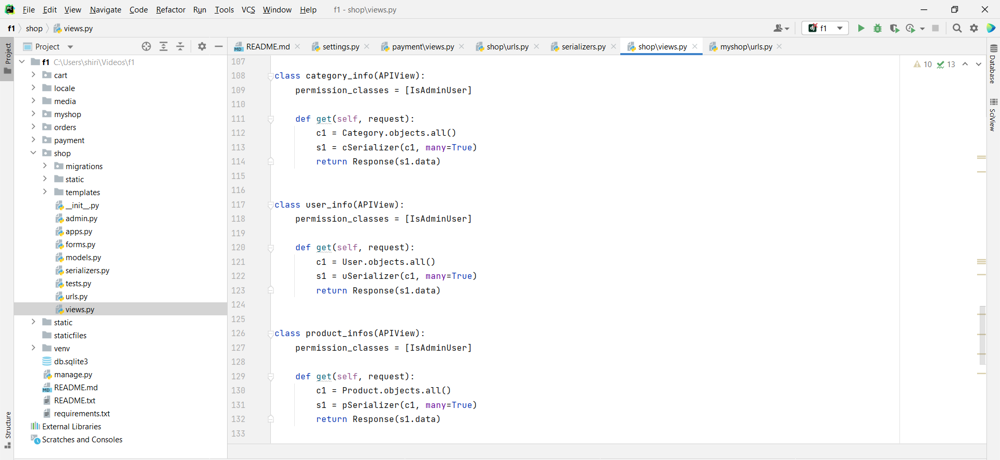 File Edit View Navigate Code Refactor Run Tools VCS Window Help f1 - shop\views.py
f1 shop views.py
f1
Project
README.md settings.py payment\views.py shop\urls.py serializers.py shop\views.py myshop\urls.py
Project
Structure
f1 C:\Users\shiri\Videos\f1
cart
locale
media
myshop
orders
payment
shop
migrations
static
templates
__init__.py
admin.py
apps.py
forms.py
models.py
serializers.py
tests.py
urls.py
views.py
static
staticfiles
venv
db.sqlite3
manage.py
README.md
README.txt
requirements.txt
External Libraries
Scratches and Consoles
107
108 class category_info(APIView):
109 permission_classes = [IsAdminUser]
110
111 def get(self, request):
112 c1 = Category.objects.all()
113 s1 = cSerializer(c1, many=True)
114 return Response(s1.data)
115
116
117 class user_info(APIView):
118 permission_classes = [IsAdminUser]
119
120 def get(self, request):
121 c1 = User.objects.all()
122 s1 = uSerializer(c1, many=True)
123 return Response(s1.data)
124
125
126 class product_infos(APIView):
127 permission_classes = [IsAdminUser]
128
129 def get(self, request):
130 c1 = Product.objects.all()
131 s1 = pSerializer(c1, many=True)
132 return Response(s1.data)
133
10 13
Database
SciView